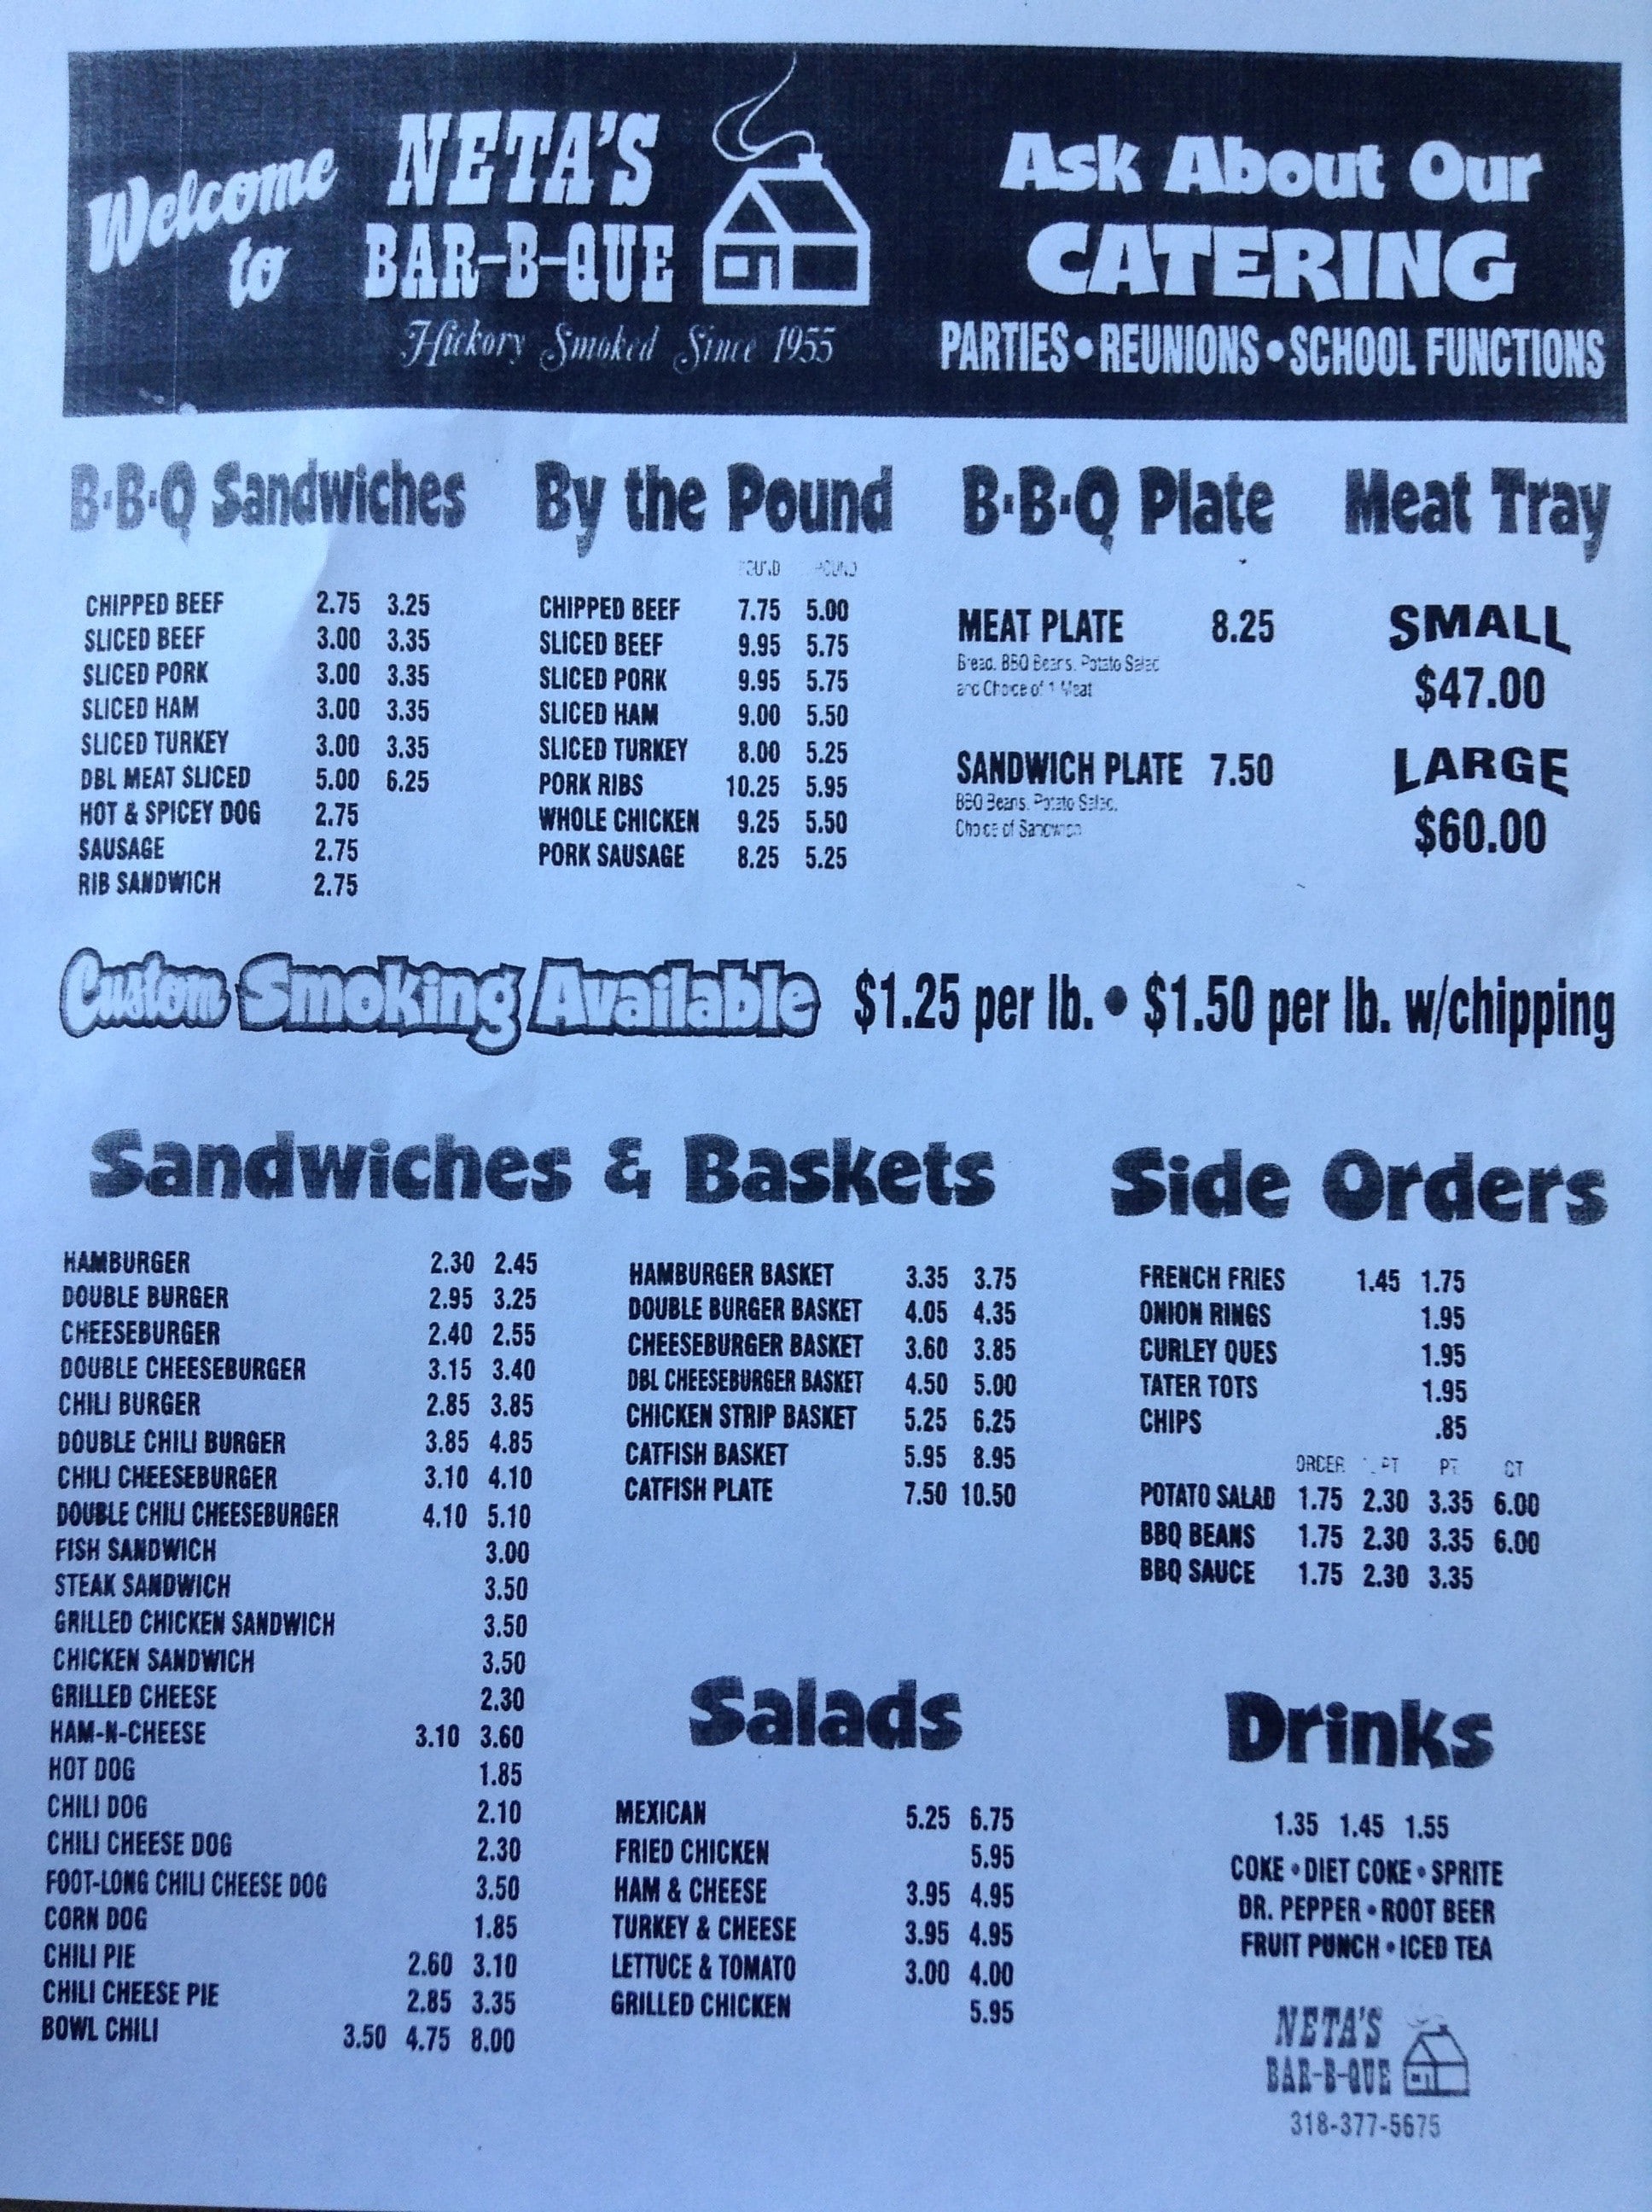 Welcome to
NETA'S
BAR-B-QUE
Hickory Smoked Since 1955
Ask About Our
CATERING
PARTIES • REUNIONS • SCHOOL FUNCTIONS
B·B·Q Sandwiches
CHIPPED BEEF 2.75 3.25
SLICED BEEF 3.00 3.35
SLICED PORK 3.00 3.35
SLICED HAM 3.00 3.35
SLICED TURKEY 3.00 3.35
DBL MEAT SLICED 5.00 6.25
HOT & SPICEY DOG 2.75
SAUSAGE 2.75
RIB SANDWICH 2.75
By the Pound
POUND POUND
CHIPPED BEEF 7.75 5.00
SLICED BEEF 9.95 5.75
SLICED PORK 9.95 5.75
SLICED HAM 9.00 5.50
SLICED TURKEY 8.00 5.25
PORK RIBS 10.25 5.95
WHOLE CHICKEN 9.25 5.50
PORK SAUSAGE 8.25 5.25
B·B·Q Plate
MEAT PLATE 8.25
Bread, BBQ Beans, Potato Salad
and Choice of 1 Meat
SANDWICH PLATE 7.50
BBQ Beans, Potato Salad,
Choice of Sandwich
Meat Tray
SMALL
$47.00
LARGE
$60.00
Custom Smoking Available $1.25 per lb. • $1.50 per lb. w/chipping
Sandwiches & Baskets
HAMBURGER 2.30 2.45
DOUBLE BURGER 2.95 3.25
CHEESEBURGER 2.40 2.55
DOUBLE CHEESEBURGER 3.15 3.40
CHILI BURGER 2.85 3.85
DOUBLE CHILI BURGER 3.85 4.85
CHILI CHEESEBURGER 3.10 4.10
DOUBLE CHILI CHEESEBURGER 4.10 5.10
FISH SANDWICH 3.00
STEAK SANDWICH 3.50
GRILLED CHICKEN SANDWICH 3.50
CHICKEN SANDWICH 3.50
GRILLED CHEESE 2.30
HAM-N-CHEESE 3.10 3.60
HOT DOG 1.85
CHILI DOG 2.10
CHILI CHEESE DOG 2.30
FOOT-LONG CHILI CHEESE DOG 3.50
CORN DOG 1.85
CHILI PIE 2.60 3.10
CHILI CHEESE PIE 2.85 3.35
BOWL CHILI 3.50 4.75 8.00
HAMBURGER BASKET 3.35 3.75
DOUBLE BURGER BASKET 4.05 4.35
CHEESEBURGER BASKET 3.60 3.85
DBL CHEESEBURGER BASKET 4.50 5.00
CHICKEN STRIP BASKET 5.25 6.25
CATFISH BASKET 5.95 8.95
CATFISH PLATE 7.50 10.50
Side Orders
FRENCH FRIES 1.45 1.75
ONION RINGS 1.95
CURLEY QUES 1.95
TATER TOTS 1.95
CHIPS .85
ORDER PT PT QT
POTATO SALAD 1.75 2.30 3.35 6.00
BBQ BEANS 1.75 2.30 3.35 6.00
BBQ SAUCE 1.75 2.30 3.35
Salads
MEXICAN 5.25 6.75
FRIED CHICKEN 5.95
HAM & CHEESE 3.95 4.95
TURKEY & CHEESE 3.95 4.95
LETTUCE & TOMATO 3.00 4.00
GRILLED CHICKEN 5.95
Drinks
1.35 1.45 1.55
COKE • DIET COKE • SPRITE
DR. PEPPER • ROOT BEER
FRUIT PUNCH • ICED TEA
NETA'S
BAR-B-QUE
318-377-5675